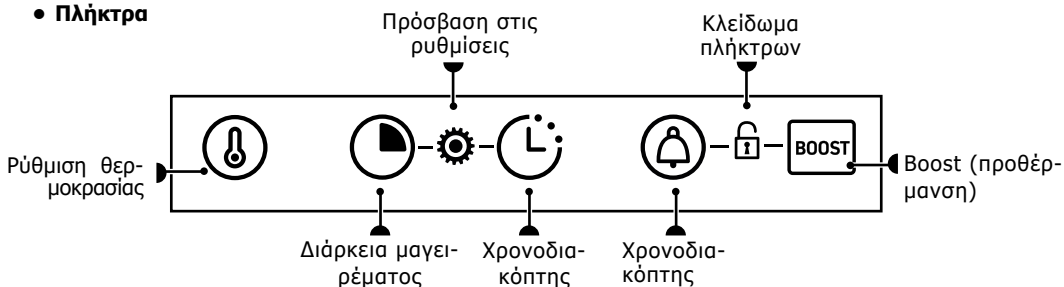 • Πλήκτρα
Πρόσβαση στις
ρυθμίσεις
Κλείδωμα
πλήκτρων
Ρύθμιση θερ-
μοκρασίας
BOOST
Boost (προθέρ-
μανση)
Διάρκεια μαγει-
ρέματος
Χρονοδια-
κόπτης
Χρονοδια-
κόπτης